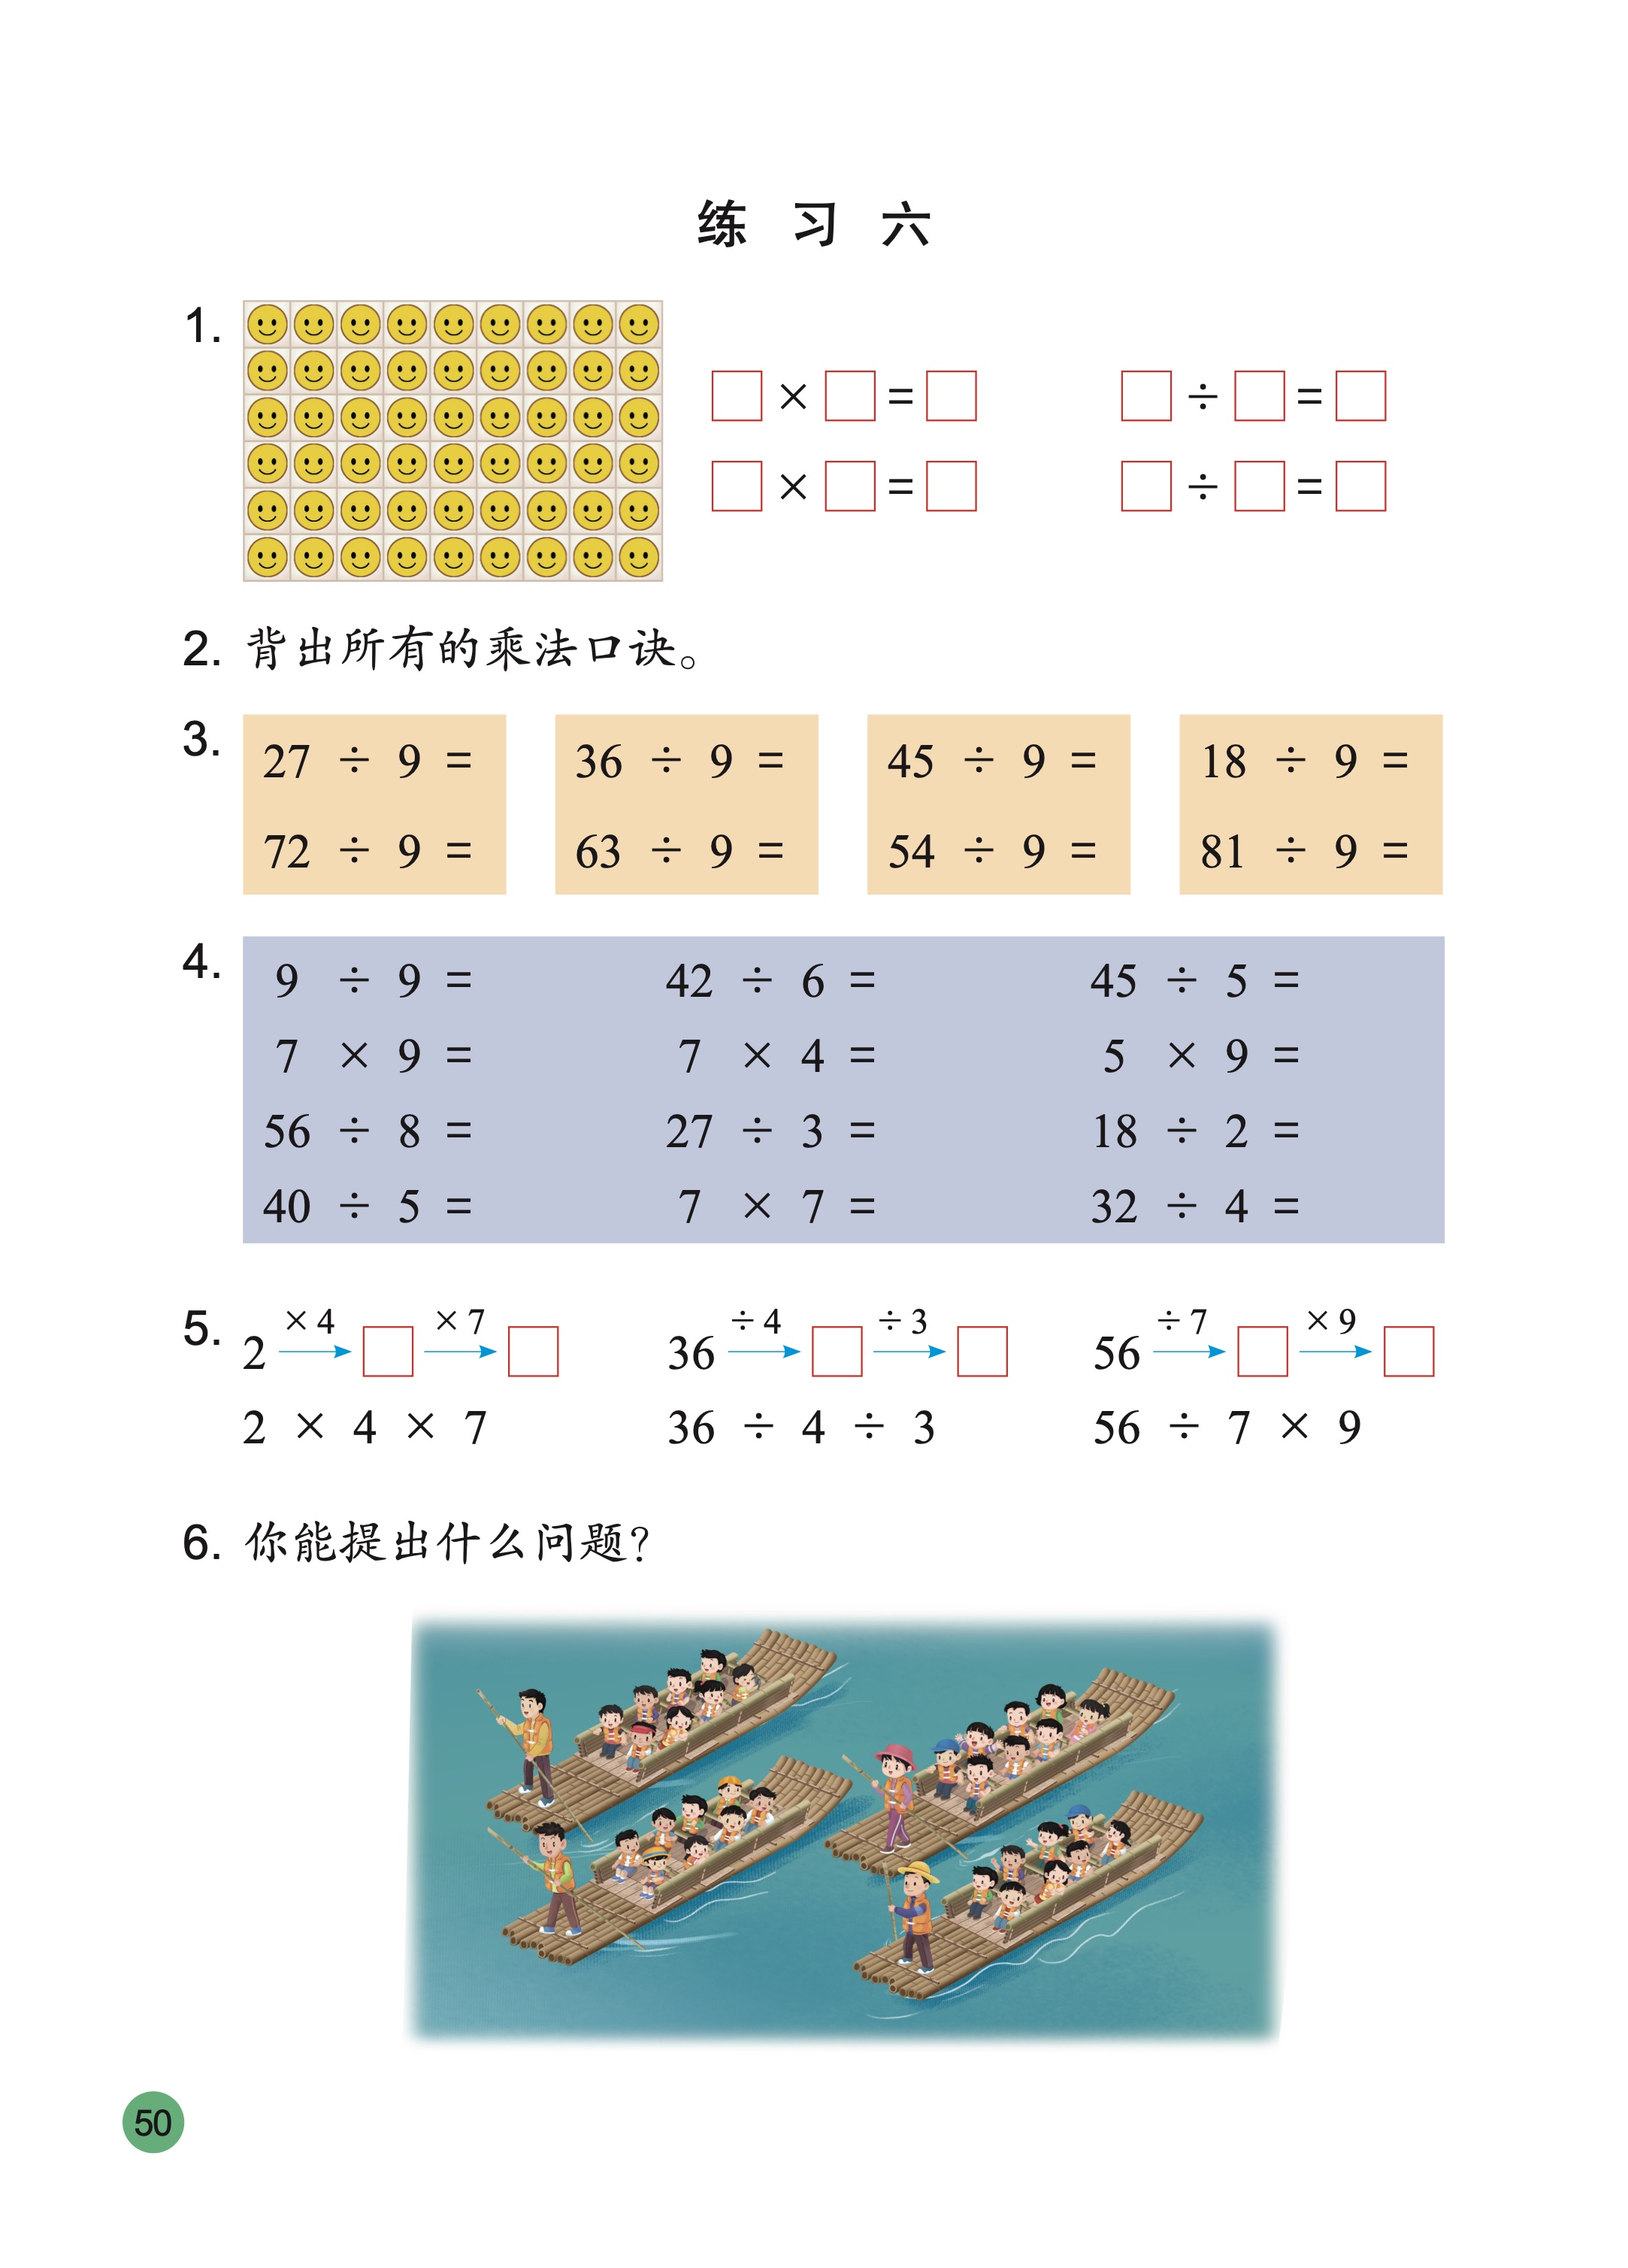 练 习 六
1.
□ × □ = □ □ ÷ □ = □
□ × □ = □ □ ÷ □ = □
2. 背出所有的乘法口诀。
3. 27 ÷ 9 = 36 ÷ 9 = 45 ÷ 9 = 18 ÷ 9 =
72 ÷ 9 = 63 ÷ 9 = 54 ÷ 9 = 81 ÷ 9 =
4. 9 ÷ 9 = 42 ÷ 6 = 45 ÷ 5 =
7 × 9 = 7 × 4 = 5 × 9 =
56 ÷ 8 = 27 ÷ 3 = 18 ÷ 2 =
40 ÷ 5 = 7 × 7 = 32 ÷ 4 =
× 4 × 7 ÷ 4 ÷ 3 ÷ 7 × 9
5. 2 → □ → □ 36 → □ → □ 56 → □ → □
2 × 4 × 7 36 ÷ 4 ÷ 3 56 ÷ 7 × 9
6. 你能提出什么问题?
50